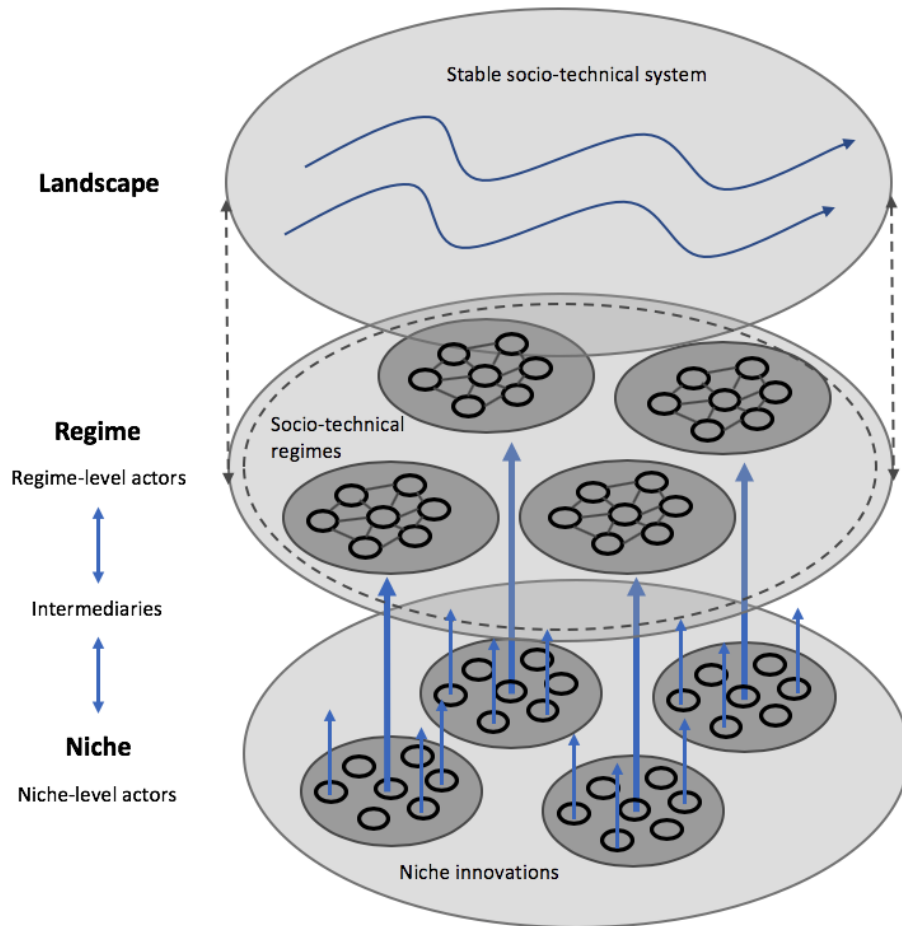 Stable socio-technical system
Landscape
Regime
Regime-level actors
Socio-technical
regimes
Intermediaries
Niche
Niche-level actors
Niche innovations